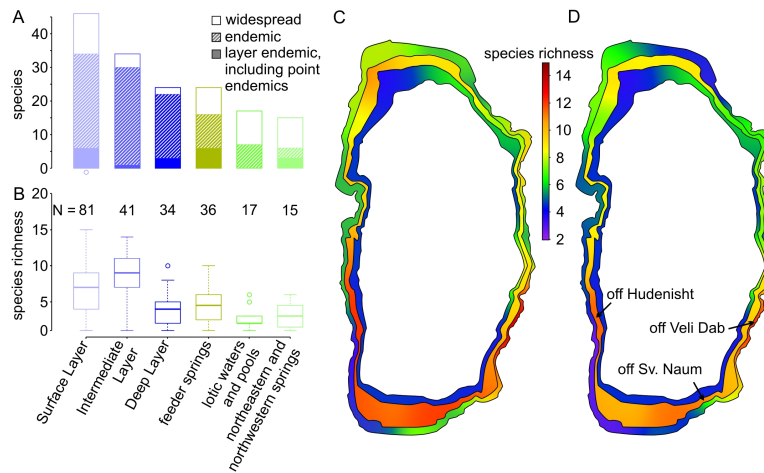 A
C
D
widespread
endemic
layer endemic,
including point
endemics
species
40
30
20
10
0
species richness
14
12
10
8
6
4
2
B
species richness
20
15
10
5
0
N = 81 41 34 36 17 15
Surface Layer
Intermediate
Layer
Deep Layer
feeder springs
lotic waters
and pools
northeastern and
northwestern springs
off Hudenisht
off Veli Dab
off Sv. Naum